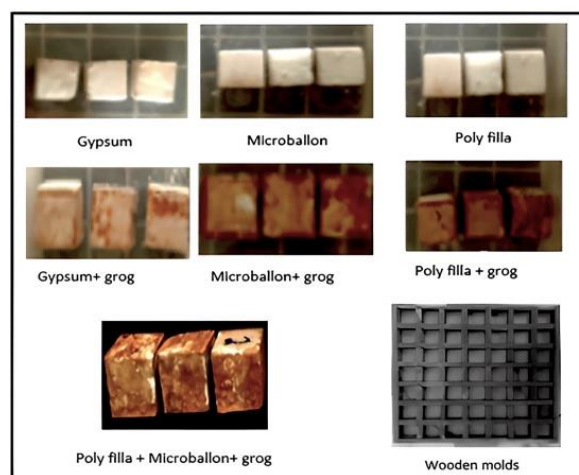 Gypsum
Microballon
Poly filla
Gypsum+ grog
Microballon+ grog
Poly filla + grog
Poly filla + Microballon+ grog
Wooden molds